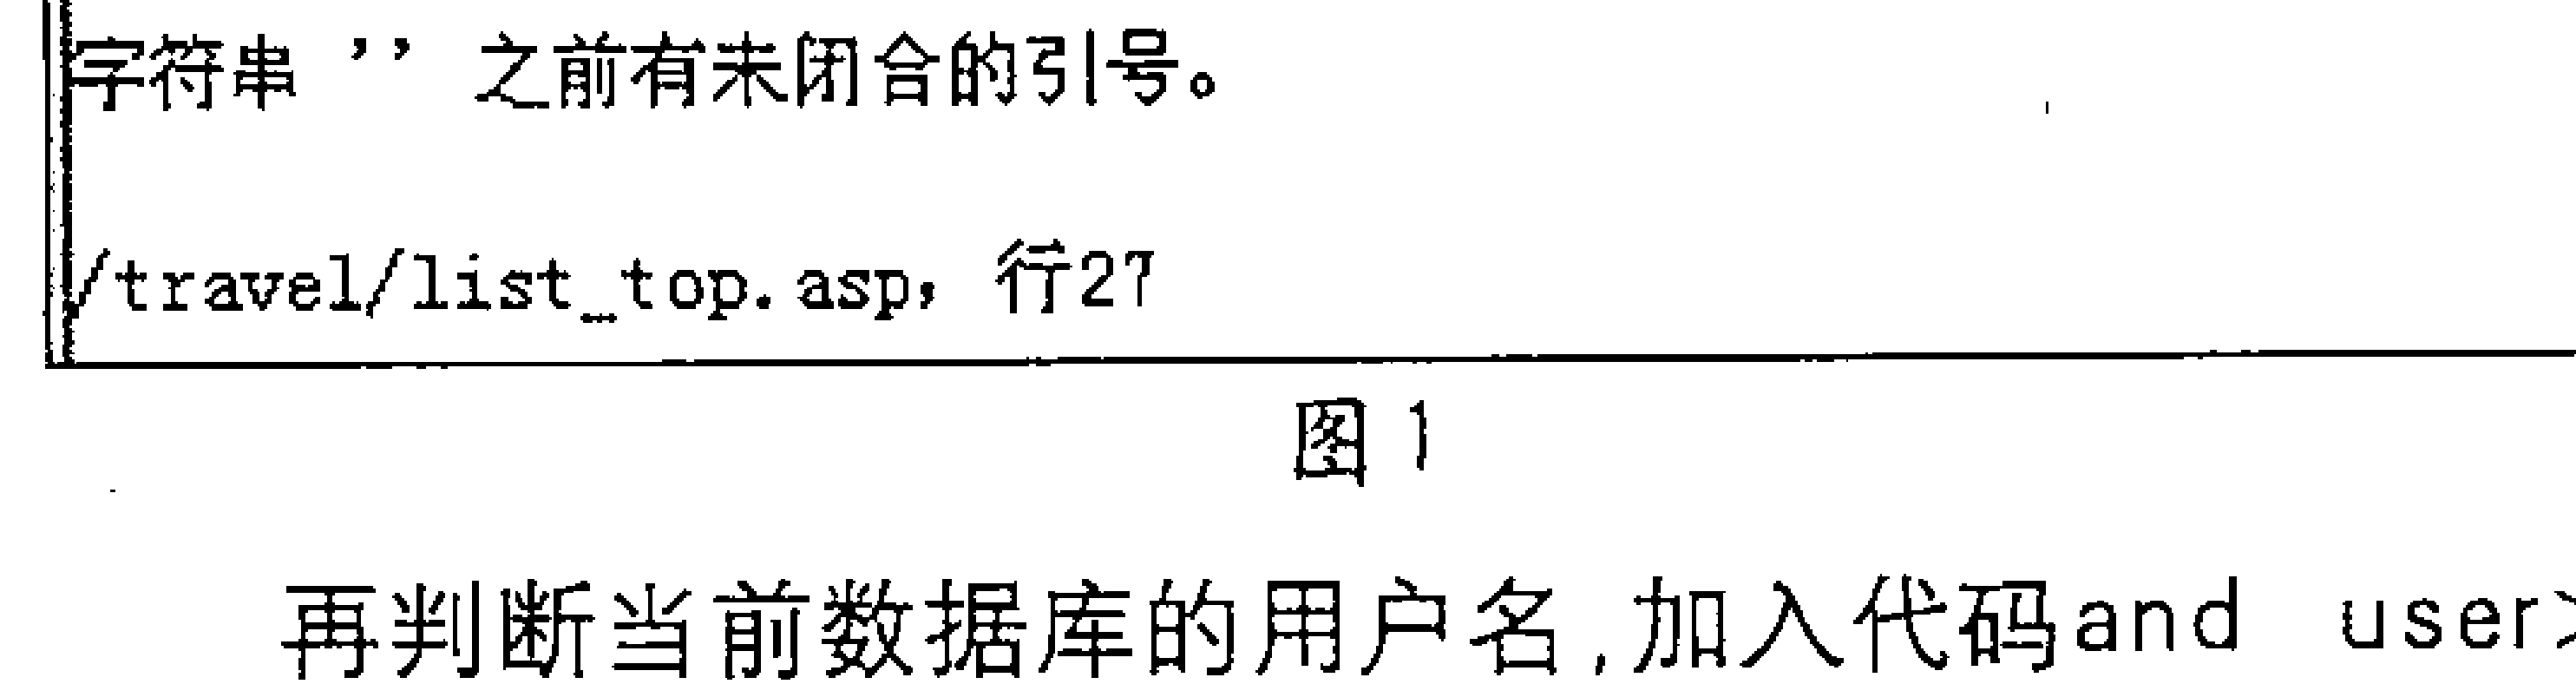 字符串 ’’ 之前有未闭合的引号。
/travel/list_top.asp，行27
图 1
再判断当前数据库的用户名,加入代码and user>